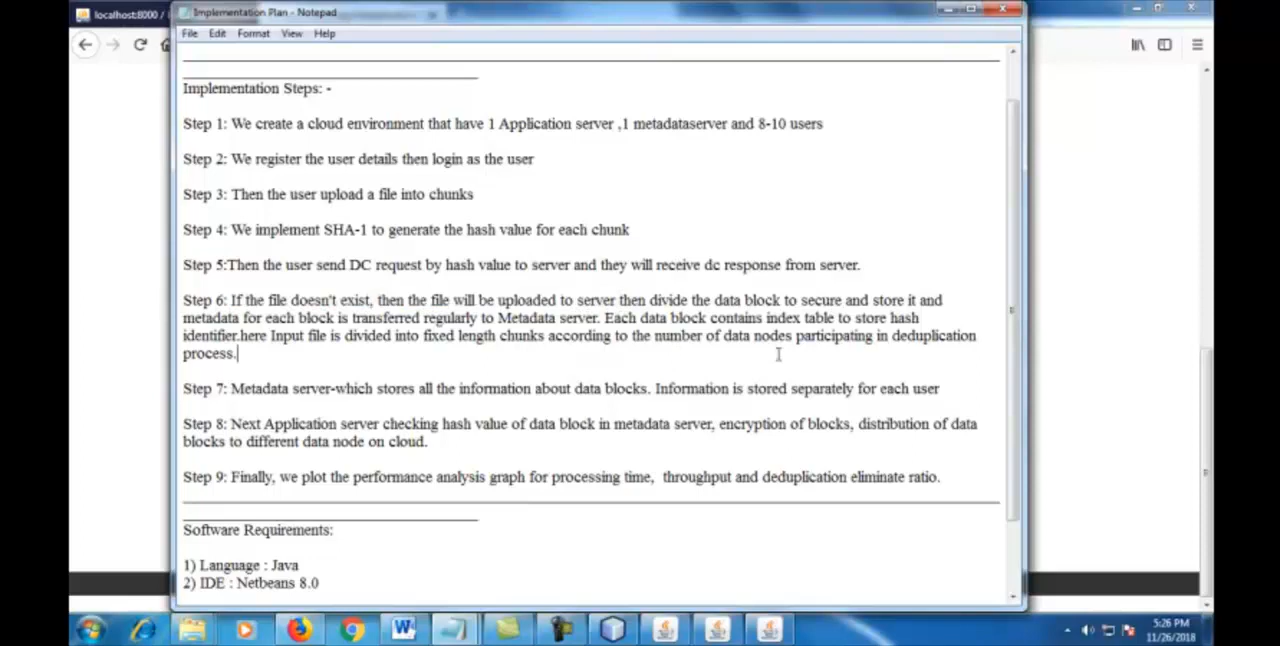 localhost:8000 /
Implementation Plan - Notepad
File Edit Format View Help
Implementation Steps: -
Step 1: We create a cloud environment that have 1 Application server ,1 metadataserver and 8-10 users
Step 2: We register the user details then login as the user
Step 3: Then the user upload a file into chunks
Step 4: We implement SHA-1 to generate the hash value for each chunk
Step 5:Then the user send DC request by hash value to server and they will receive dc response from server.
Step 6: If the file doesn't exist, then the file will be uploaded to server then divide the data block to secure and store it and
metadata for each block is transferred regularly to Metadata server. Each data block contains index table to store hash
identifier.here Input file is divided into fixed length chunks according to the number of data nodes participating in deduplication
process.
Step 7: Metadata server-which stores all the information about data blocks. Information is stored separately for each user
Step 8: Next Application server checking hash value of data block in metadata server, encryption of blocks, distribution of data
blocks to different data node on cloud.
Step 9: Finally, we plot the performance analysis graph for processing time,  throughput and deduplication eliminate ratio.
Software Requirements:
1) Language : Java
2) IDE : Netbeans 8.0
5:26 PM
11/26/2018